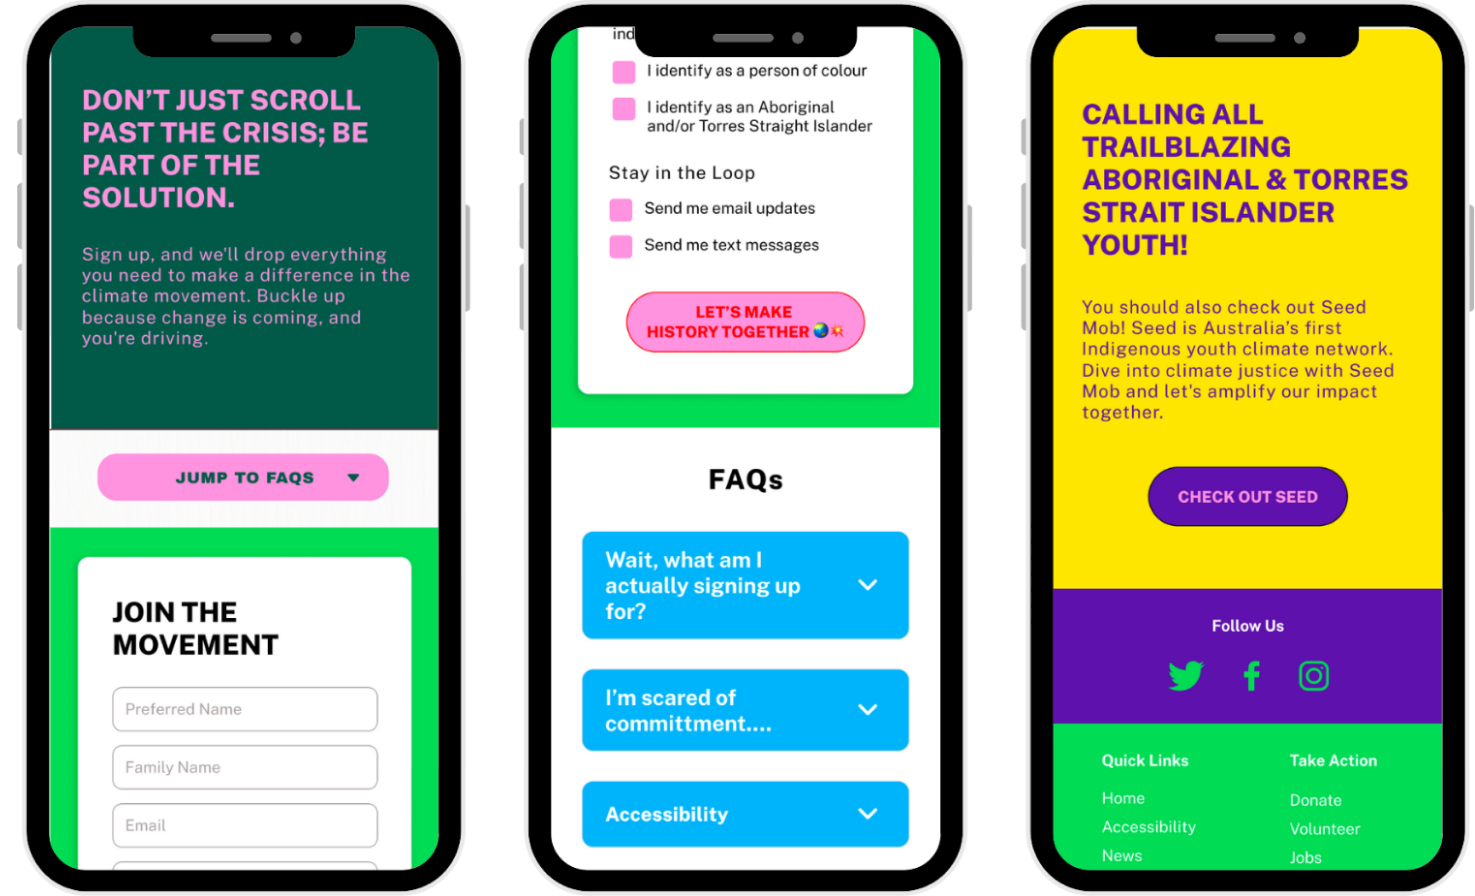 DON'T JUST SCROLL
PAST THE CRISIS; BE
PART OF THE
SOLUTION.
Sign up, and we'll drop everything
you need to make a difference in the
climate movement. Buckle up
because change is coming, and
you're driving.
JUMP TO FAQS
JOIN THE
MOVEMENT
Preferred Name
Family Name
Email
I identify as a person of colour
I identify as an Aboriginal
and/or Torres Straight Islander
Stay in the Loop
Send me email updates
Send me text messages
LET'S MAKE
HISTORY TOGETHER 🌏💥
FAQs
Wait, what am I
actually signing up
for?
I'm scared of
committment....
Accessibility
CALLING ALL
TRAILBLAZING
ABORIGINAL & TORRES
STRAIT ISLANDER
YOUTH!
You should also check out Seed
Mob! Seed is Australia's first
Indigenous youth climate network.
Dive into climate justice with Seed
Mob and let's amplify our impact
together.
CHECK OUT SEED
Follow Us
Quick Links
Home
Accessibility
News
Take Action
Donate
Volunteer
Jobs